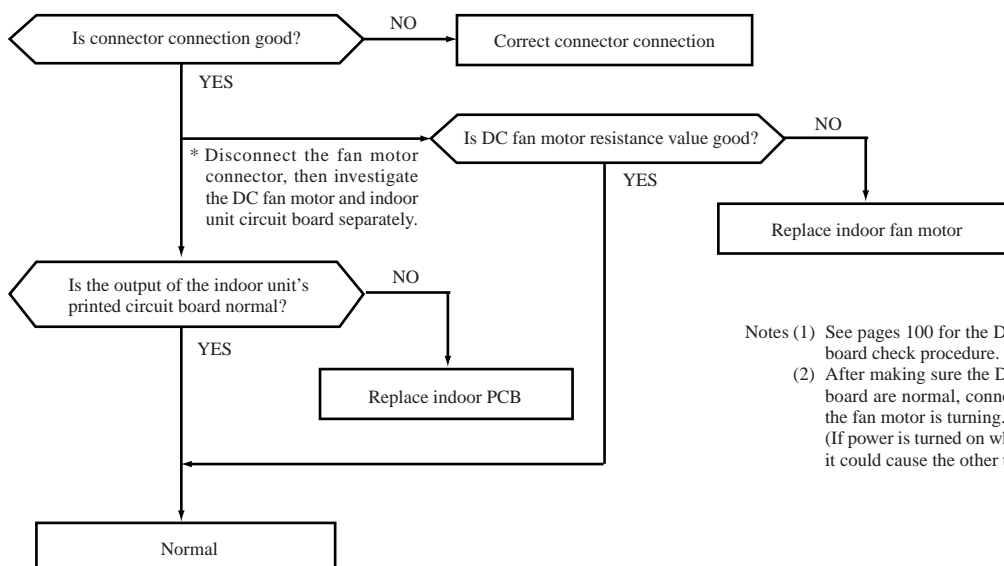 Is connector connection good?
NO
Correct connector connection
YES
Is DC fan motor resistance value good?
NO
* Disconnect the fan motor
connector, then investigate
the DC fan motor and indoor
unit circuit board separately.
YES
Replace indoor fan motor
Is the output of the indoor unit's
printed circuit board normal?
NO
YES
Replace indoor PCB
Notes (1) See pages 100 for the D
board check procedure.
(2) After making sure the D
board are normal, conne
the fan motor is turning.
(If power is turned on w
it could cause the other
Normal